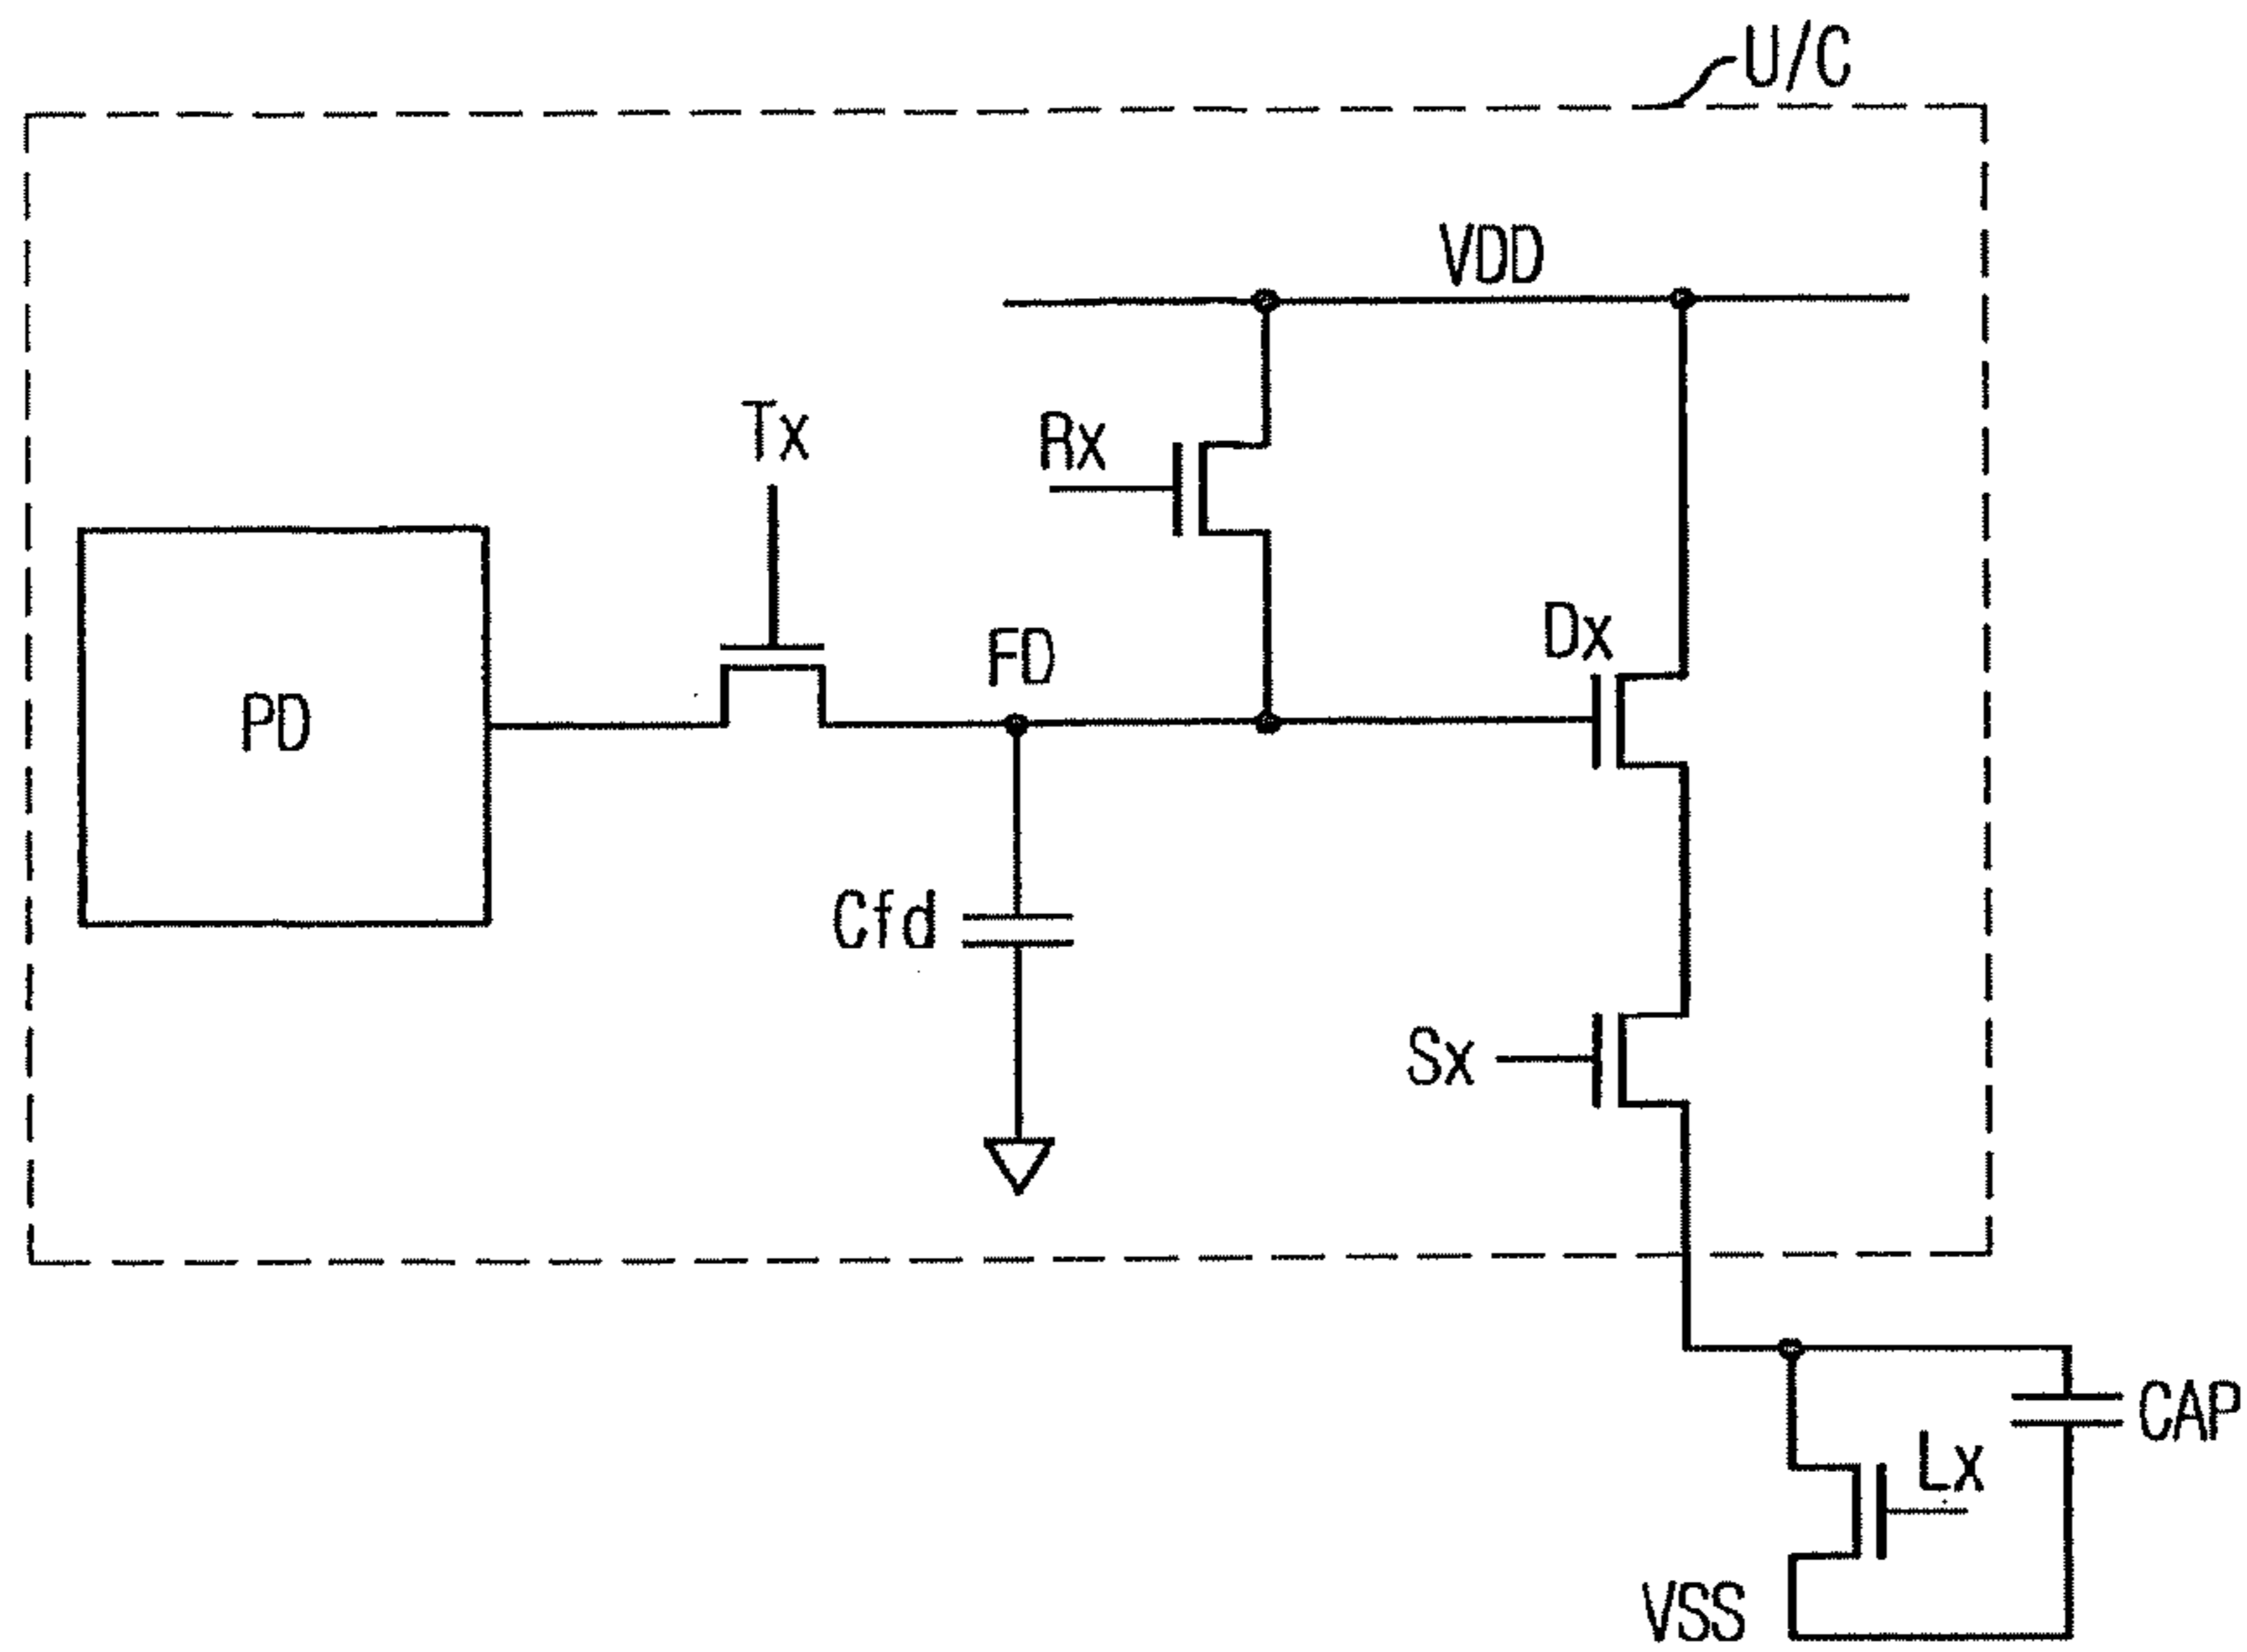 U/C
VDD
Tx
Rx
FD
Dx
PD
Cfd
Sx
CAP
Lx
VSS